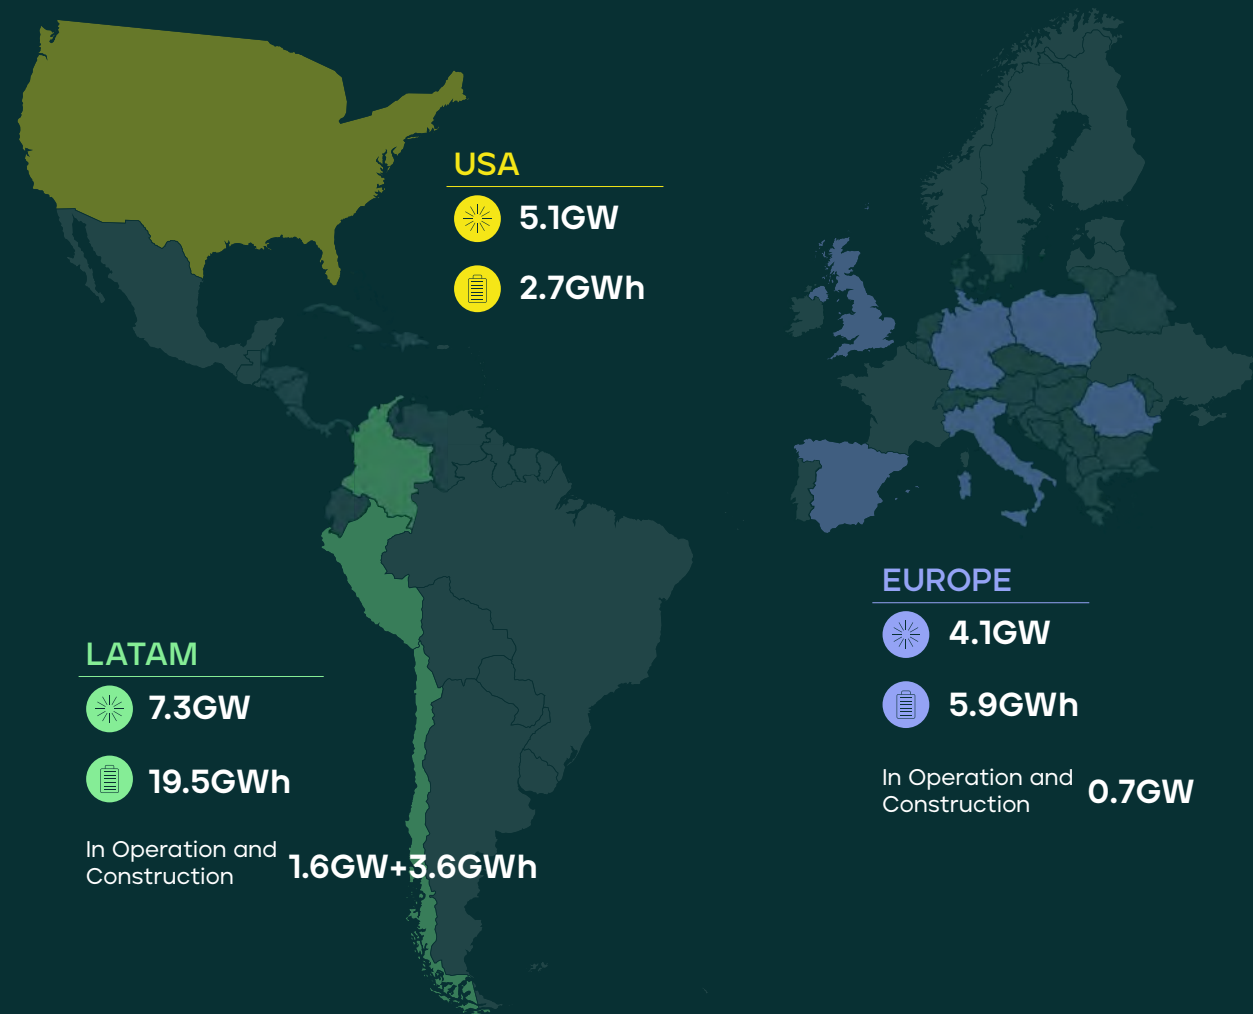 USA
5.1GW
2.7GWh
EUROPE
4.1GW
5.9GWh
In Operation and
Construction
0.7GW
LATAM
7.3GW
19.5GWh
In Operation and
Construction
1.6GW+3.6GWh